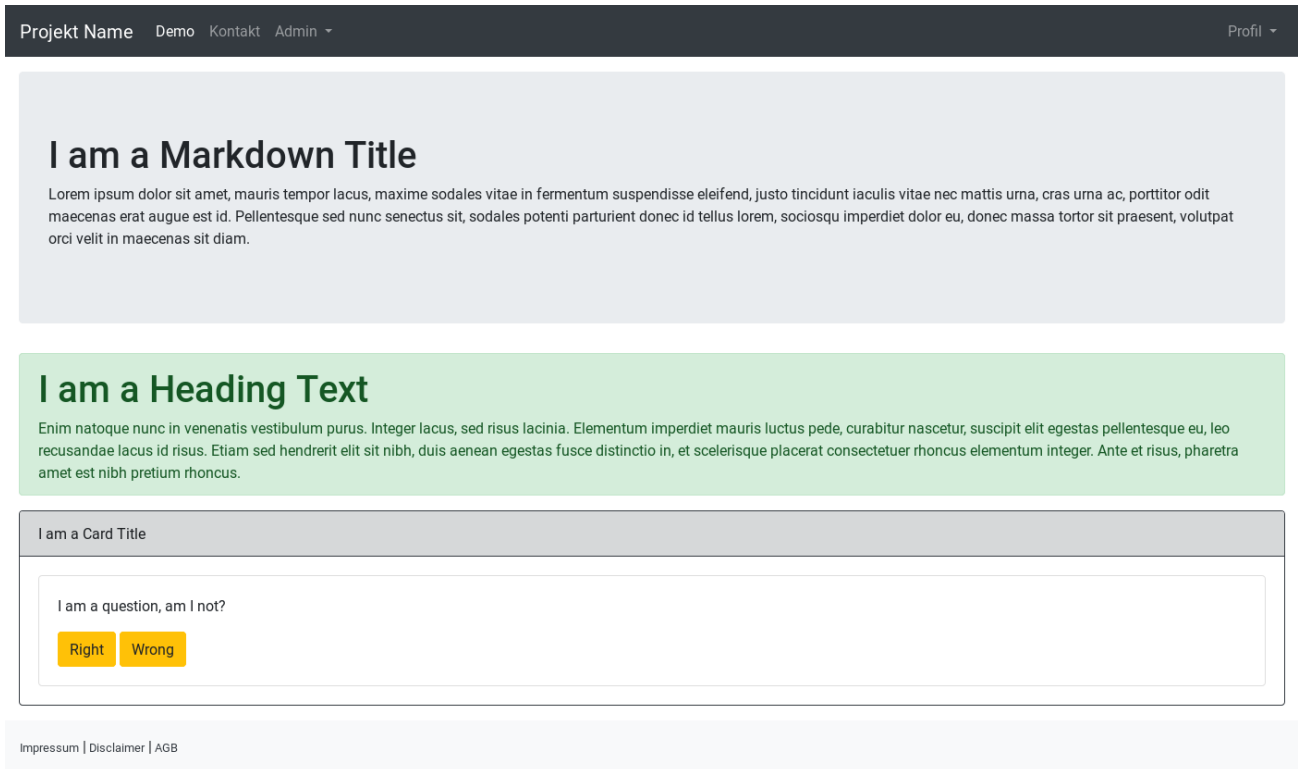 Projekt Name Demo Kontakt Admin Profil
I am a Markdown Title
Lorem ipsum dolor sit amet, mauris tempor lacus, maxime sodales vitae in fermentum suspendisse eleifend, justo tincidunt iaculis vitae nec mattis urna, cras urna ac, porttitor odit
maecenas erat augue est id. Pellentesque sed nunc senectus sit, sodales potenti parturient donec id tellus lorem, sociosqu imperdiet dolor eu, donec massa tortor sit praesent, volutpat
orci velit in maecenas sit diam.
I am a Heading Text
Enim natoque nunc in venenatis vestibulum purus. Integer lacus, sed risus lacinia. Elementum imperdiet mauris luctus pede, curabitur nascetur, suscipit elit egestas pellentesque eu, leo
recusandae lacus id risus. Etiam sed hendrerit elit sit nibh, duis aenean egestas fusce distinctio in, et scelerisque placerat consectetuer rhoncus elementum integer. Ante et risus, pharetra
amet est nibh pretium rhoncus.
I am a Card Title
I am a question, am I not?
Right Wrong
Impressum | Disclaimer | AGB